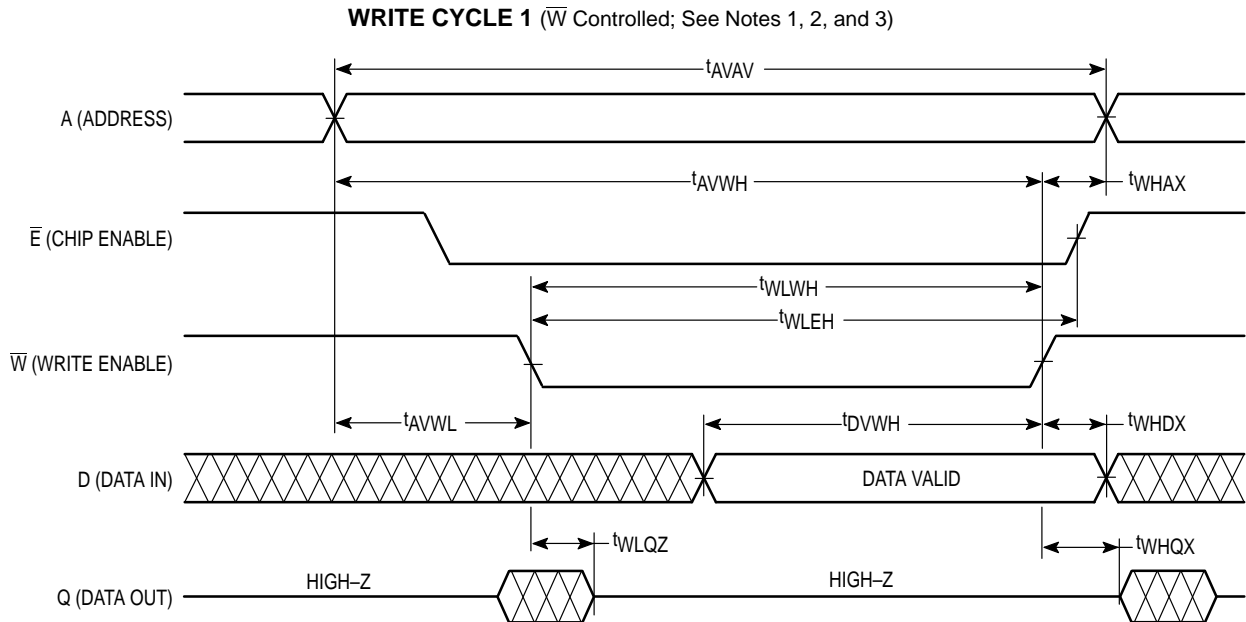 WRITE CYCLE 1 (W̅ Controlled; See Notes 1, 2, and 3)
tAVAV
A (ADDRESS)
tAVWH
tWHAX
E̅ (CHIP ENABLE)
tWLWH
tWLEH
W̅ (WRITE ENABLE)
tAVWL
tDVWH
tWHDX
D (DATA IN)
DATA VALID
tWLQZ
tWHQX
HIGH–Z
HIGH–Z
Q (DATA OUT)